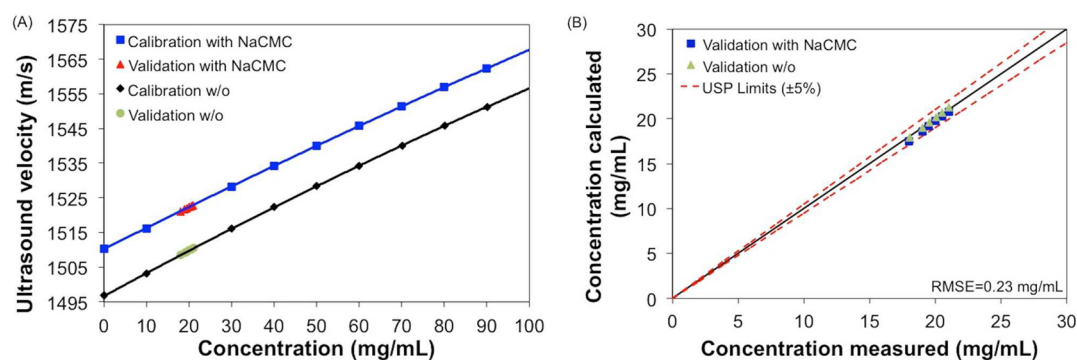 (A)
1575
1565
1555
1545
1535
1525
1515
1505
1495
Ultrasound velocity (m/s)
Calibration with NaCMC
Validation with NaCMC
Calibration w/o
Validation w/o
0 10 20 30 40 50 60 70 80 90 100
Concentration (mg/mL)
(B)
30
25
20
15
10
5
0
Concentration calculated
(mg/mL)
Validation with NaCMC
Validation w/o
USP Limits (±5%)
RMSE=0.23 mg/mL
0 5 10 15 20 25 30
Concentration measured (mg/mL)